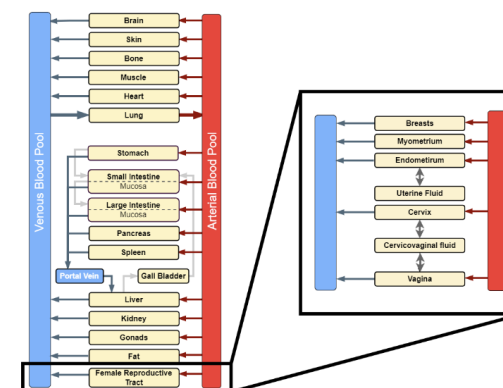 Brain
Skin
Bone
Muscle
Heart
Lung
Stomach
Small Intestine
Mucosa
Large Intestine
Mucosa
Pancreas
Spleen
Portal Vein
Gall Bladder
Liver
Kidney
Gonads
Fat
Female Reproductive
Tract
Venous Blood Pool
Arterial Blood Pool
Breasts
Myometrium
Endometirum
Uterine Fluid
Cervix
Cervicovaginal fluid
Vagina